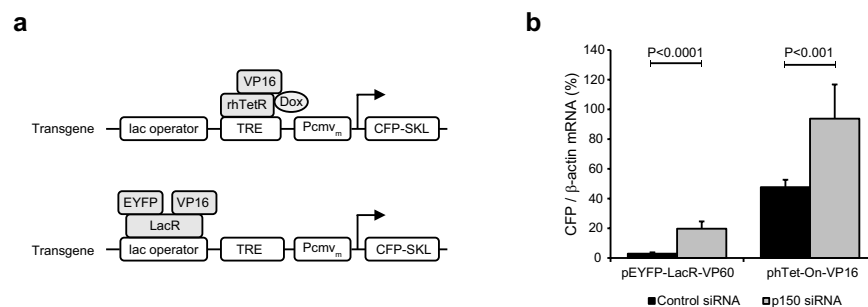 a
VP16
rhTetR
Dox
Transgene
lac operator
TRE
Pcmvm
CFP-SKL
EYFP
VP16
LacR
Transgene
lac operator
TRE
Pcmvm
CFP-SKL
b
CFP / β-actin mRNA (%)
140
120
100
80
60
40
20
0
P<0.0001
P<0.001
pEYFP-LacR-VP60
phTet-On-VP16
Control siRNA
p150 siRNA